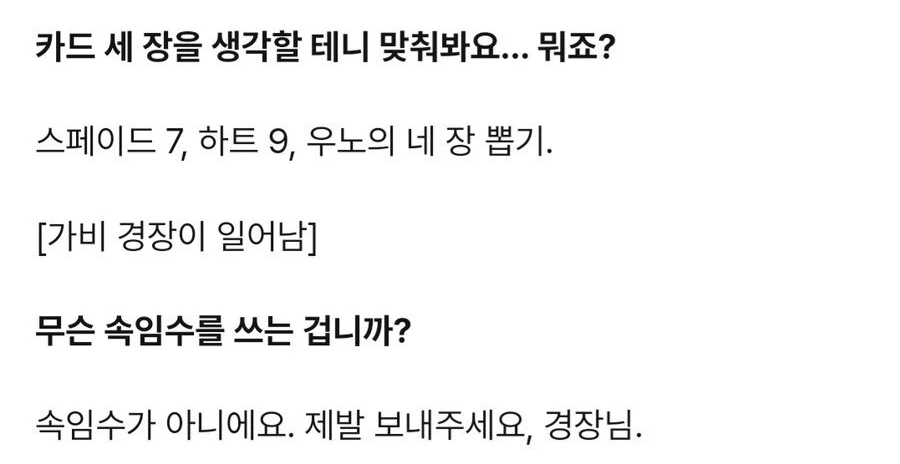 카드 세 장을 생각할 테니 맞춰봐요... 뭐죠?
스페이드 7, 하트 9, 우노의 네 장 뽑기.
[가비 경장이 일어남]
무슨 속임수를 쓰는 겁니까?
속임수가 아니에요. 제발 보내주세요, 경장님.